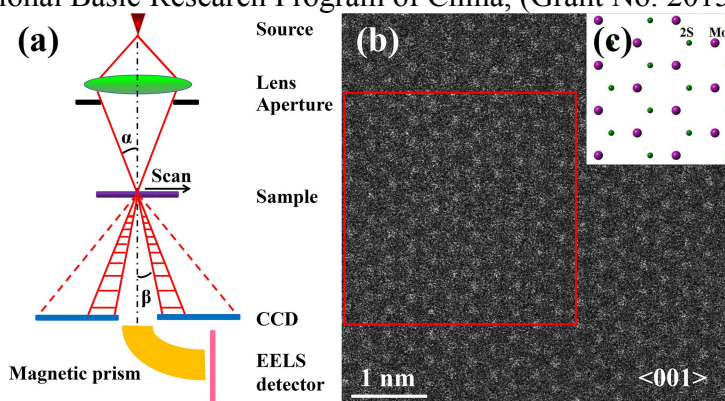 ional Basic Research Program of China, (Grant No. 2015
(a)
Source
Lens
Aperture
α
Scan
Sample
β
CCD
Magnetic prism
EELS
detector
(b)
1 nm
<001>
(c)
2S
Mo